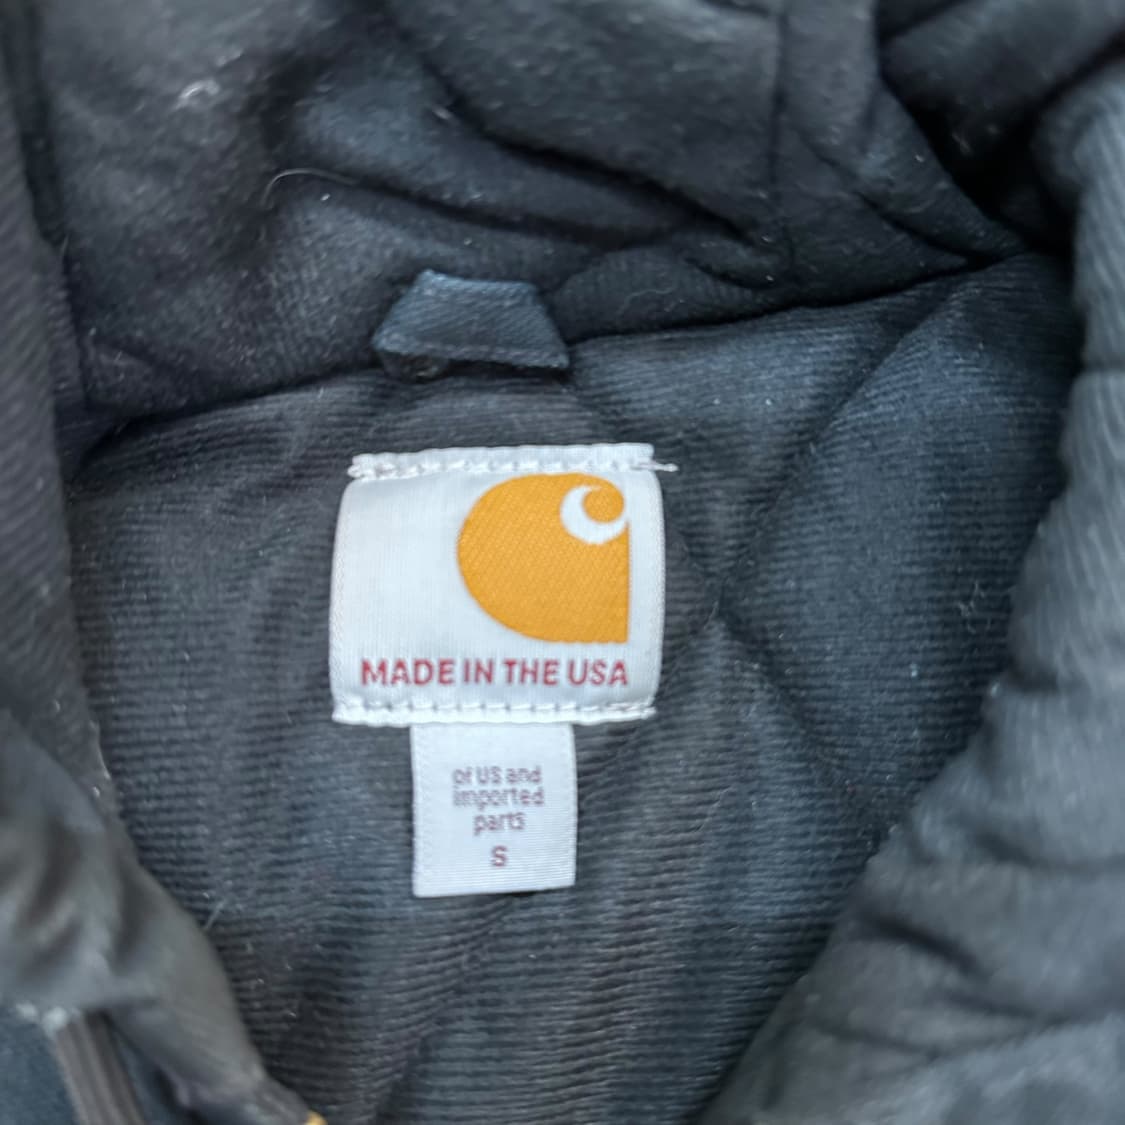 MADE IN THE USA
of US and
imported
parts
S